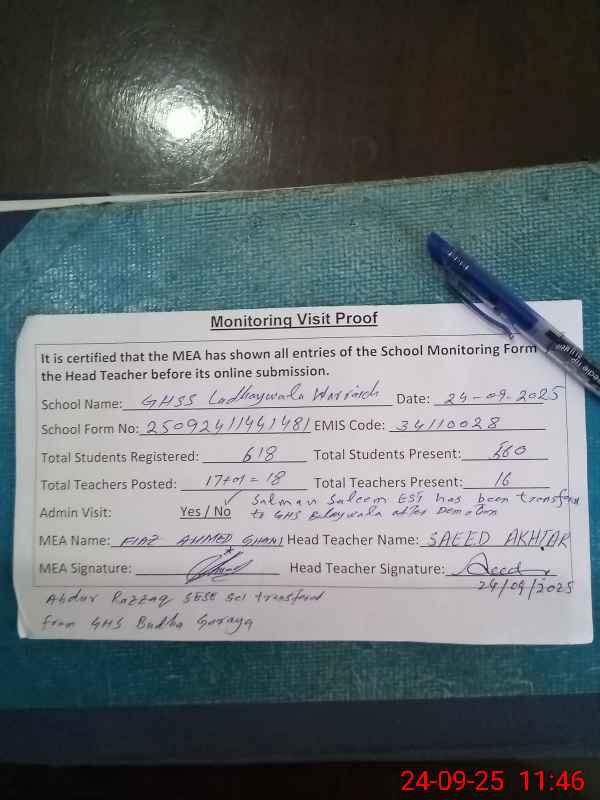 Monitoring Visit Proof
It is certified that the MEA has shown all entries of the School Monitoring Form
the Head Teacher before its online submission.
School Name: GHSS Ladhaywala Warraich Date: 24-09-2025
School Form No: 25092411441481 EMIS Code: 34110028
Total Students Registered: 618 Total Students Present: 560
Total Teachers Posted: 17+01=18 Total Teachers Present: 16
Salman Saleem EST has been transferd
Admin Visit: Yes / No to GHS after Demotion
MEA Name: FIAZ AHMED GHANI Head Teacher Name: SAEED AKHTAR
MEA Signature: Head Teacher Signature: Saeed
24/09/2025
Abdur Razzaq SESE Sci transferd
from GHS Budha Goraya
24-09-25 11:46